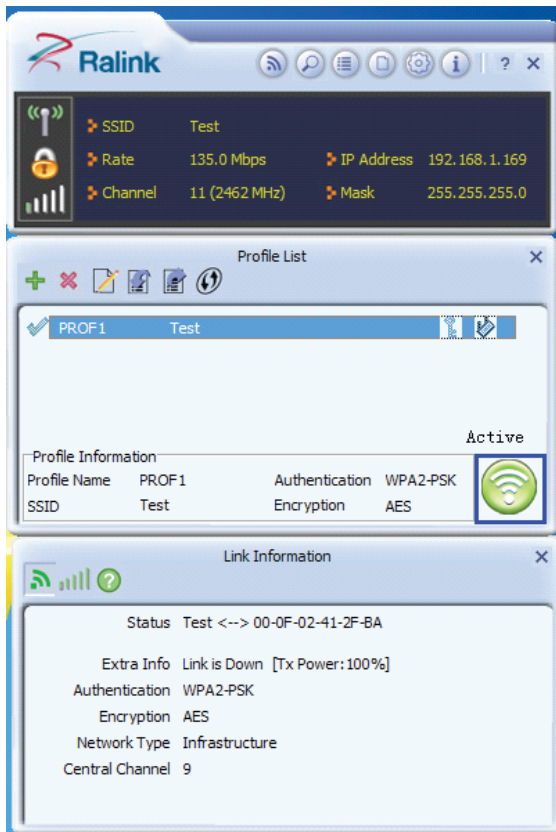 Ralink
i ? ×
SSID Test
Rate 135.0 Mbps IP Address 192.168.1.169
Channel 11 (2462 MHz) Mask 255.255.255.0
Profile List
PROF1 Test
Active
Profile Information
Profile Name PROF1 Authentication WPA2-PSK
SSID Test Encryption AES
Link Information
Status Test <--> 00-0F-02-41-2F-BA
Extra Info Link is Down [Tx Power:100%]
Authentication WPA2-PSK
Encryption AES
Network Type Infrastructure
Central Channel 9